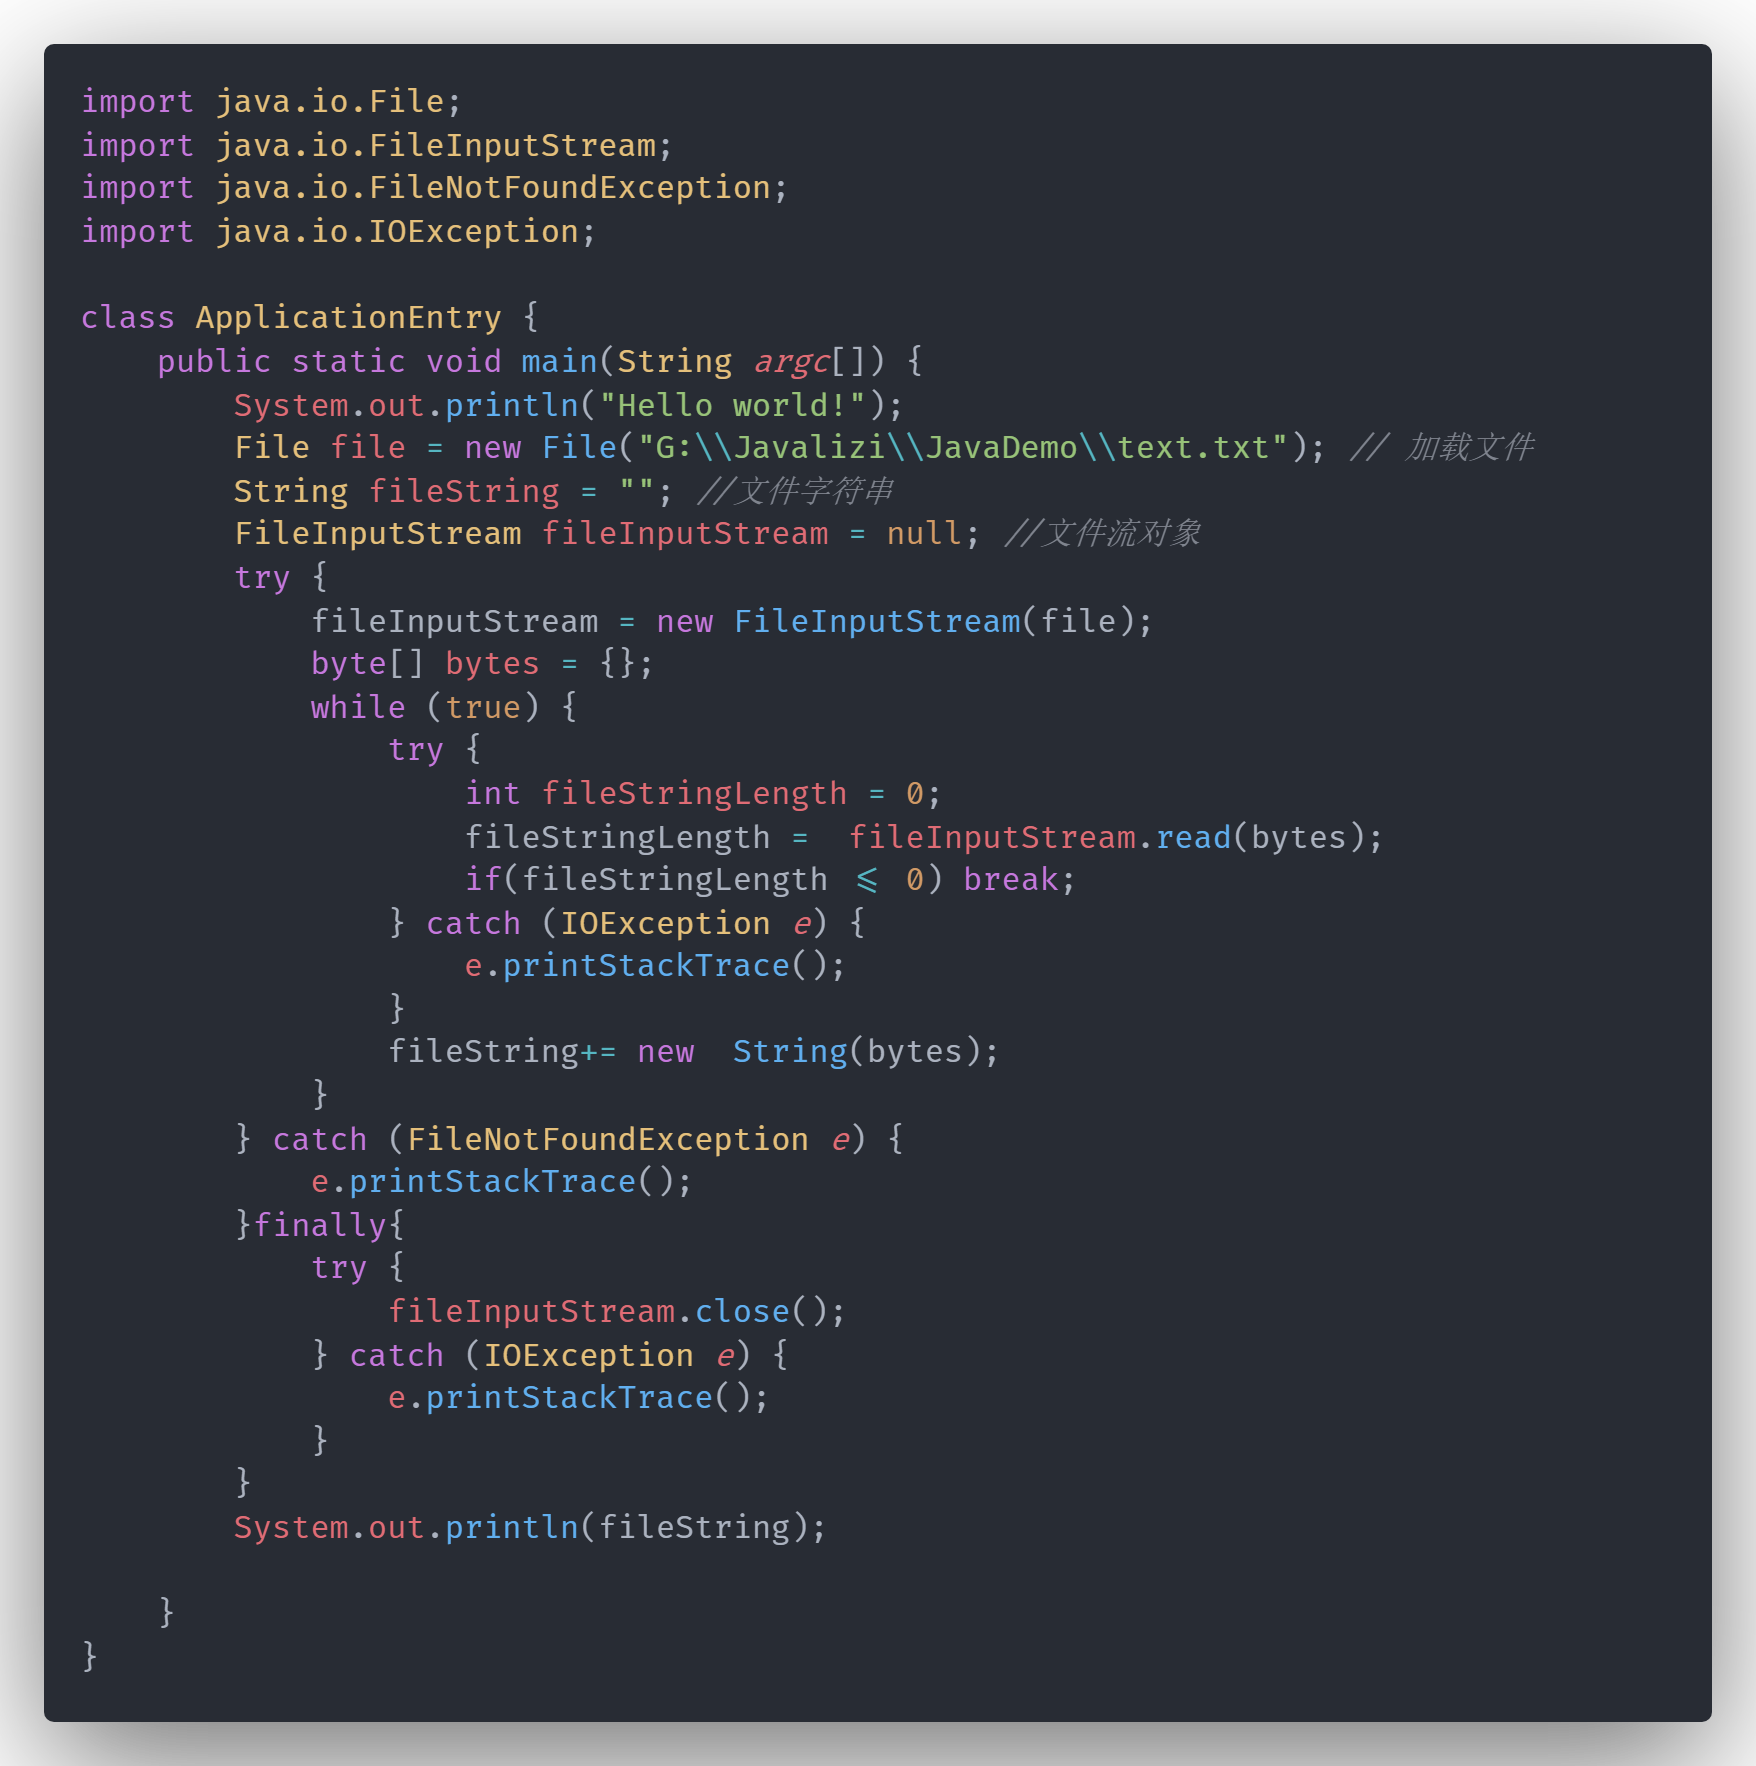 import java.io.File;
import java.io.FileInputStream;
import java.io.FileNotFoundException;
import java.io.IOException;

class ApplicationEntry {
    public static void main(String argc[]) {
        System.out.println("Hello world!");
        File file = new File("G:\\Javalizi\\JavaDemo\\text.txt"); // 加载文件
        String fileString = ""; //文件字符串
        FileInputStream fileInputStream = null; //文件流对象
        try {
            fileInputStream = new FileInputStream(file);
            byte[] bytes = {};
            while (true) {
                try {
                    int fileStringLength = 0;
                    fileStringLength =  fileInputStream.read(bytes);
                    if(fileStringLength <= 0) break;
                } catch (IOException e) {
                    e.printStackTrace();
                }
                fileString+= new  String(bytes);
            }
        } catch (FileNotFoundException e) {
            e.printStackTrace();
        }finally{
            try {
                fileInputStream.close();
            } catch (IOException e) {
                e.printStackTrace();
            }
        }
        System.out.println(fileString);

    }
}